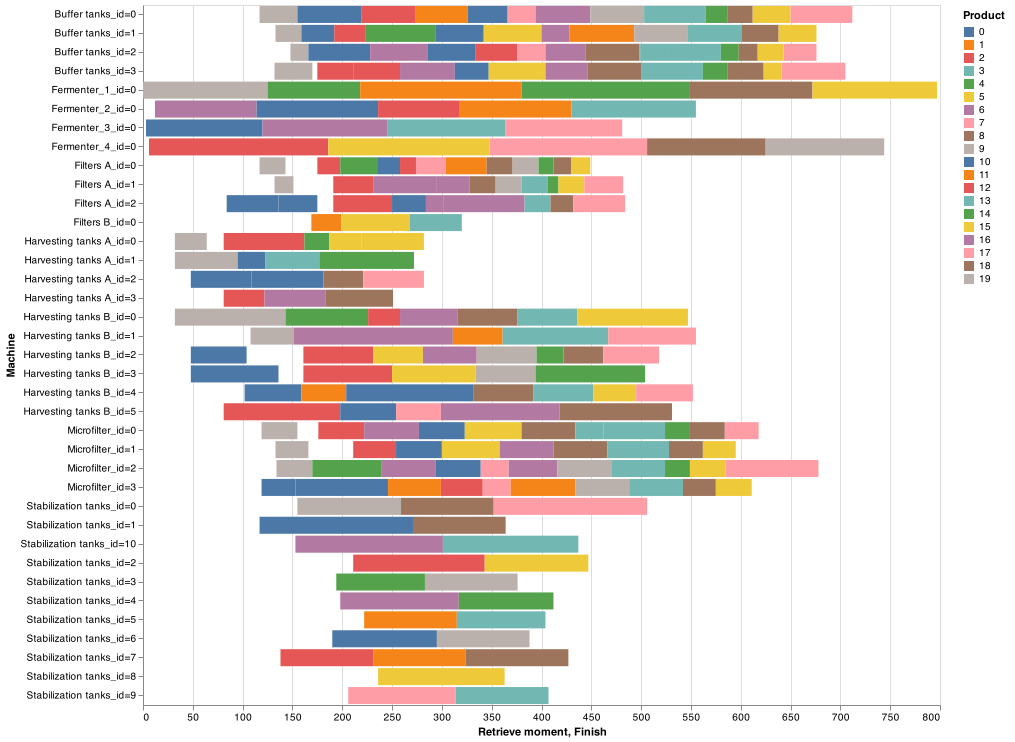 Buffer tanks_id=0
Buffer tanks_id=1
Buffer tanks_id=2
Buffer tanks_id=3
Fermenter_1_id=0
Fermenter_2_id=0
Fermenter_3_id=0
Fermenter_4_id=0
Filters A_id=0
Filters A_id=1
Filters A_id=2
Filters B_id=0
Harvesting tanks A_id=0
Harvesting tanks A_id=1
Harvesting tanks A_id=2
Harvesting tanks A_id=3
Harvesting tanks B_id=0
Harvesting tanks B_id=1
Harvesting tanks B_id=2
Harvesting tanks B_id=3
Harvesting tanks B_id=4
Harvesting tanks B_id=5
Microfilter_id=0
Microfilter_id=1
Microfilter_id=2
Microfilter_id=3
Stabilization tanks_id=0
Stabilization tanks_id=1
Stabilization tanks_id=10
Stabilization tanks_id=2
Stabilization tanks_id=3
Stabilization tanks_id=4
Stabilization tanks_id=5
Stabilization tanks_id=6
Stabilization tanks_id=7
Stabilization tanks_id=8
Stabilization tanks_id=9
Machine
0 50 100 150 200 250 300 350 400 450 500 550 600 650 700 750 800
Retrieve moment, Finish
Product
0
1
2
3
4
5
6
7
8
9
10
11
12
13
14
15
16
17
18
19